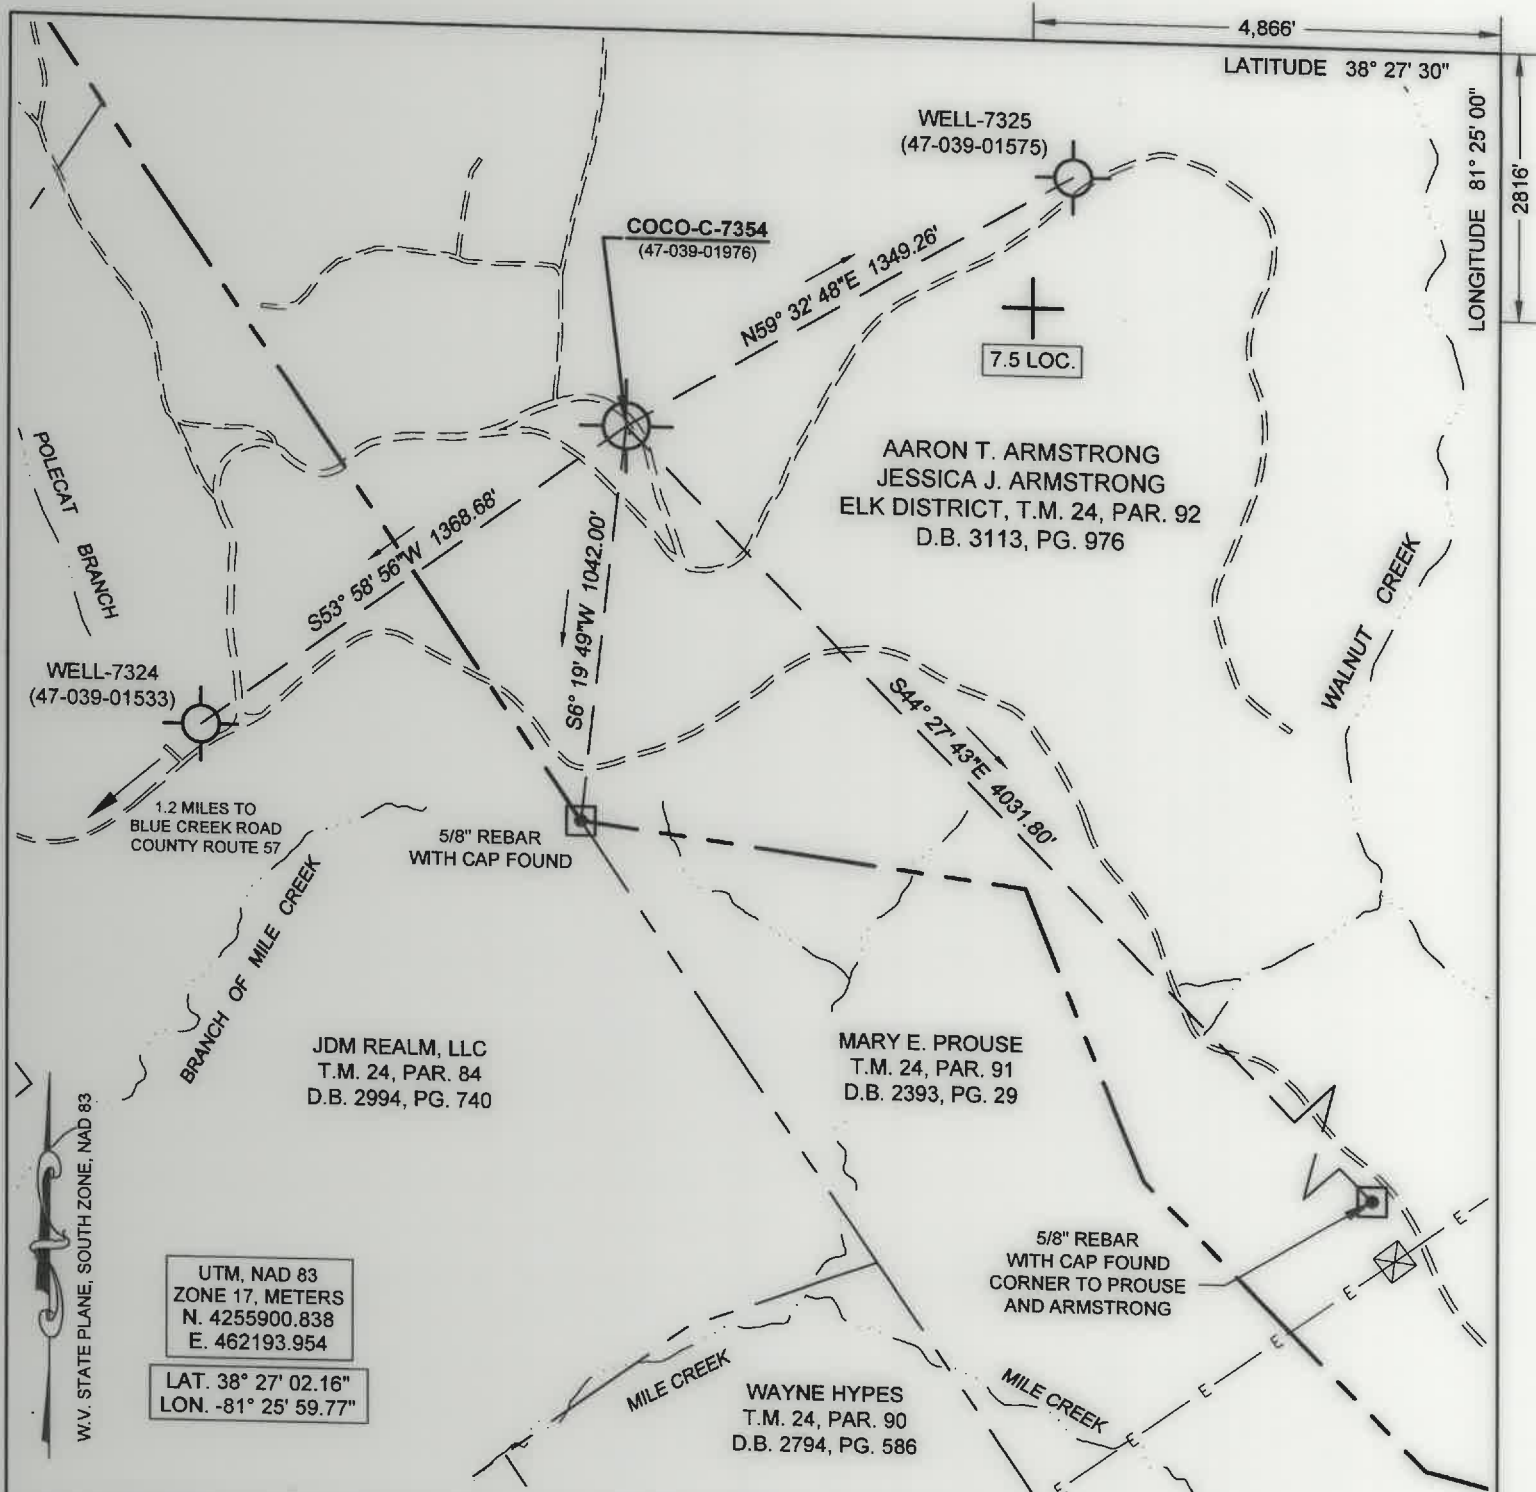 4,866'
LATITUDE 38° 27' 30"
LONGITUDE 81° 25' 00"
2816'
WELL-7325
(47-039-01575)
COCO-C-7354
(47-039-01976)
N59° 32' 48"E 1349.26'
7.5 LOC.
AARON T. ARMSTRONG
JESSICA J. ARMSTRONG
ELK DISTRICT, T.M. 24, PAR. 92
D.B. 3113, PG. 976
POLECAT BRANCH
S53° 58' 56"W 1368.68'
S6° 19' 49"W 1042.00'
WALNUT CREEK
WELL-7324
(47-039-01533)
S44° 27' 43"E 4031.80'
1.2 MILES TO
BLUE CREEK ROAD
COUNTY ROUTE 57
5/8" REBAR
WITH CAP FOUND
BRANCH OF MILE CREEK
JDM REALM, LLC
T.M. 24, PAR. 84
D.B. 2994, PG. 740
MARY E. PROUSE
T.M. 24, PAR. 91
D.B. 2393, PG. 29
W.V. STATE PLANE, SOUTH ZONE, NAD 83
5/8" REBAR
WITH CAP FOUND
CORNER TO PROUSE
AND ARMSTRONG
E
E
E
E
E
E
UTM, NAD 83
ZONE 17, METERS
N. 4255900.838
E. 462193.954
LAT. 38° 27' 02.16"
LON. -81° 25' 59.77"
MILE CREEK
MILE CREEK
WAYNE HYPES
T.M. 24, PAR. 90
D.B. 2794, PG. 586